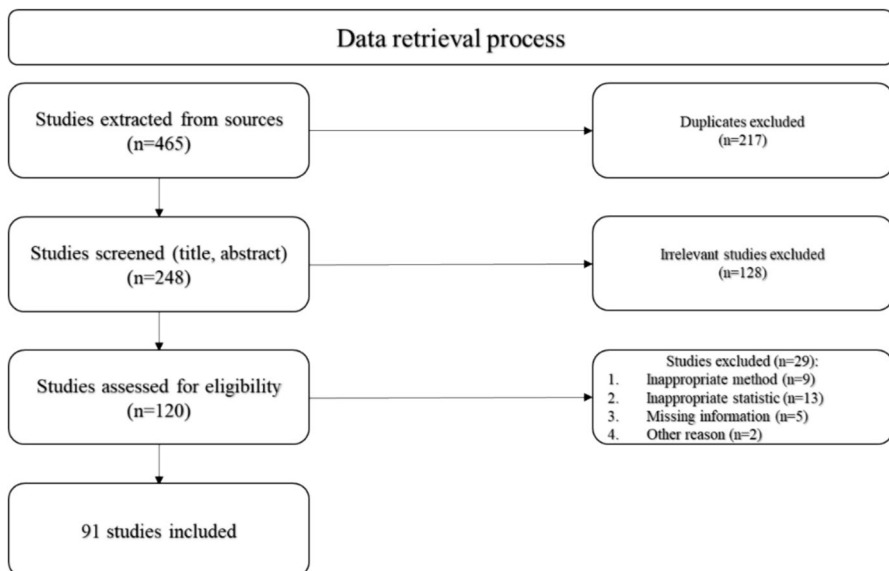 Data retrieval process
Studies extracted from sources
(n=465)
Duplicates excluded
(n=217)
Studies screened (title, abstract)
(n=248)
Irrelevant studies excluded
(n=128)
Studies assessed for eligibility
(n=120)
Studies excluded (n=29):
1. Inappropriate method (n=9)
2. Inappropriate statistic (n=13)
3. Missing information (n=5)
4. Other reason (n=2)
91 studies included